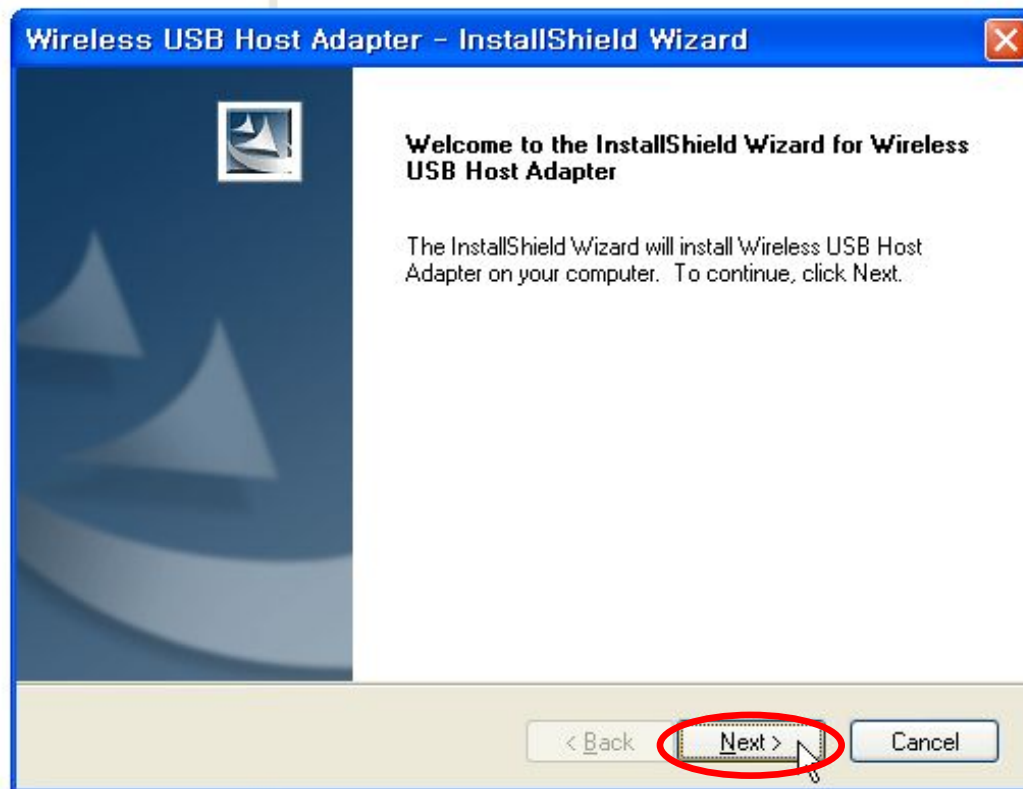 Wireless USB Host Adapter - InstallShield Wizard
Welcome to the InstallShield Wizard for Wireless
USB Host Adapter
The InstallShield Wizard will install Wireless USB Host
Adapter on your computer.  To continue, click Next.
< Back Next > Cancel